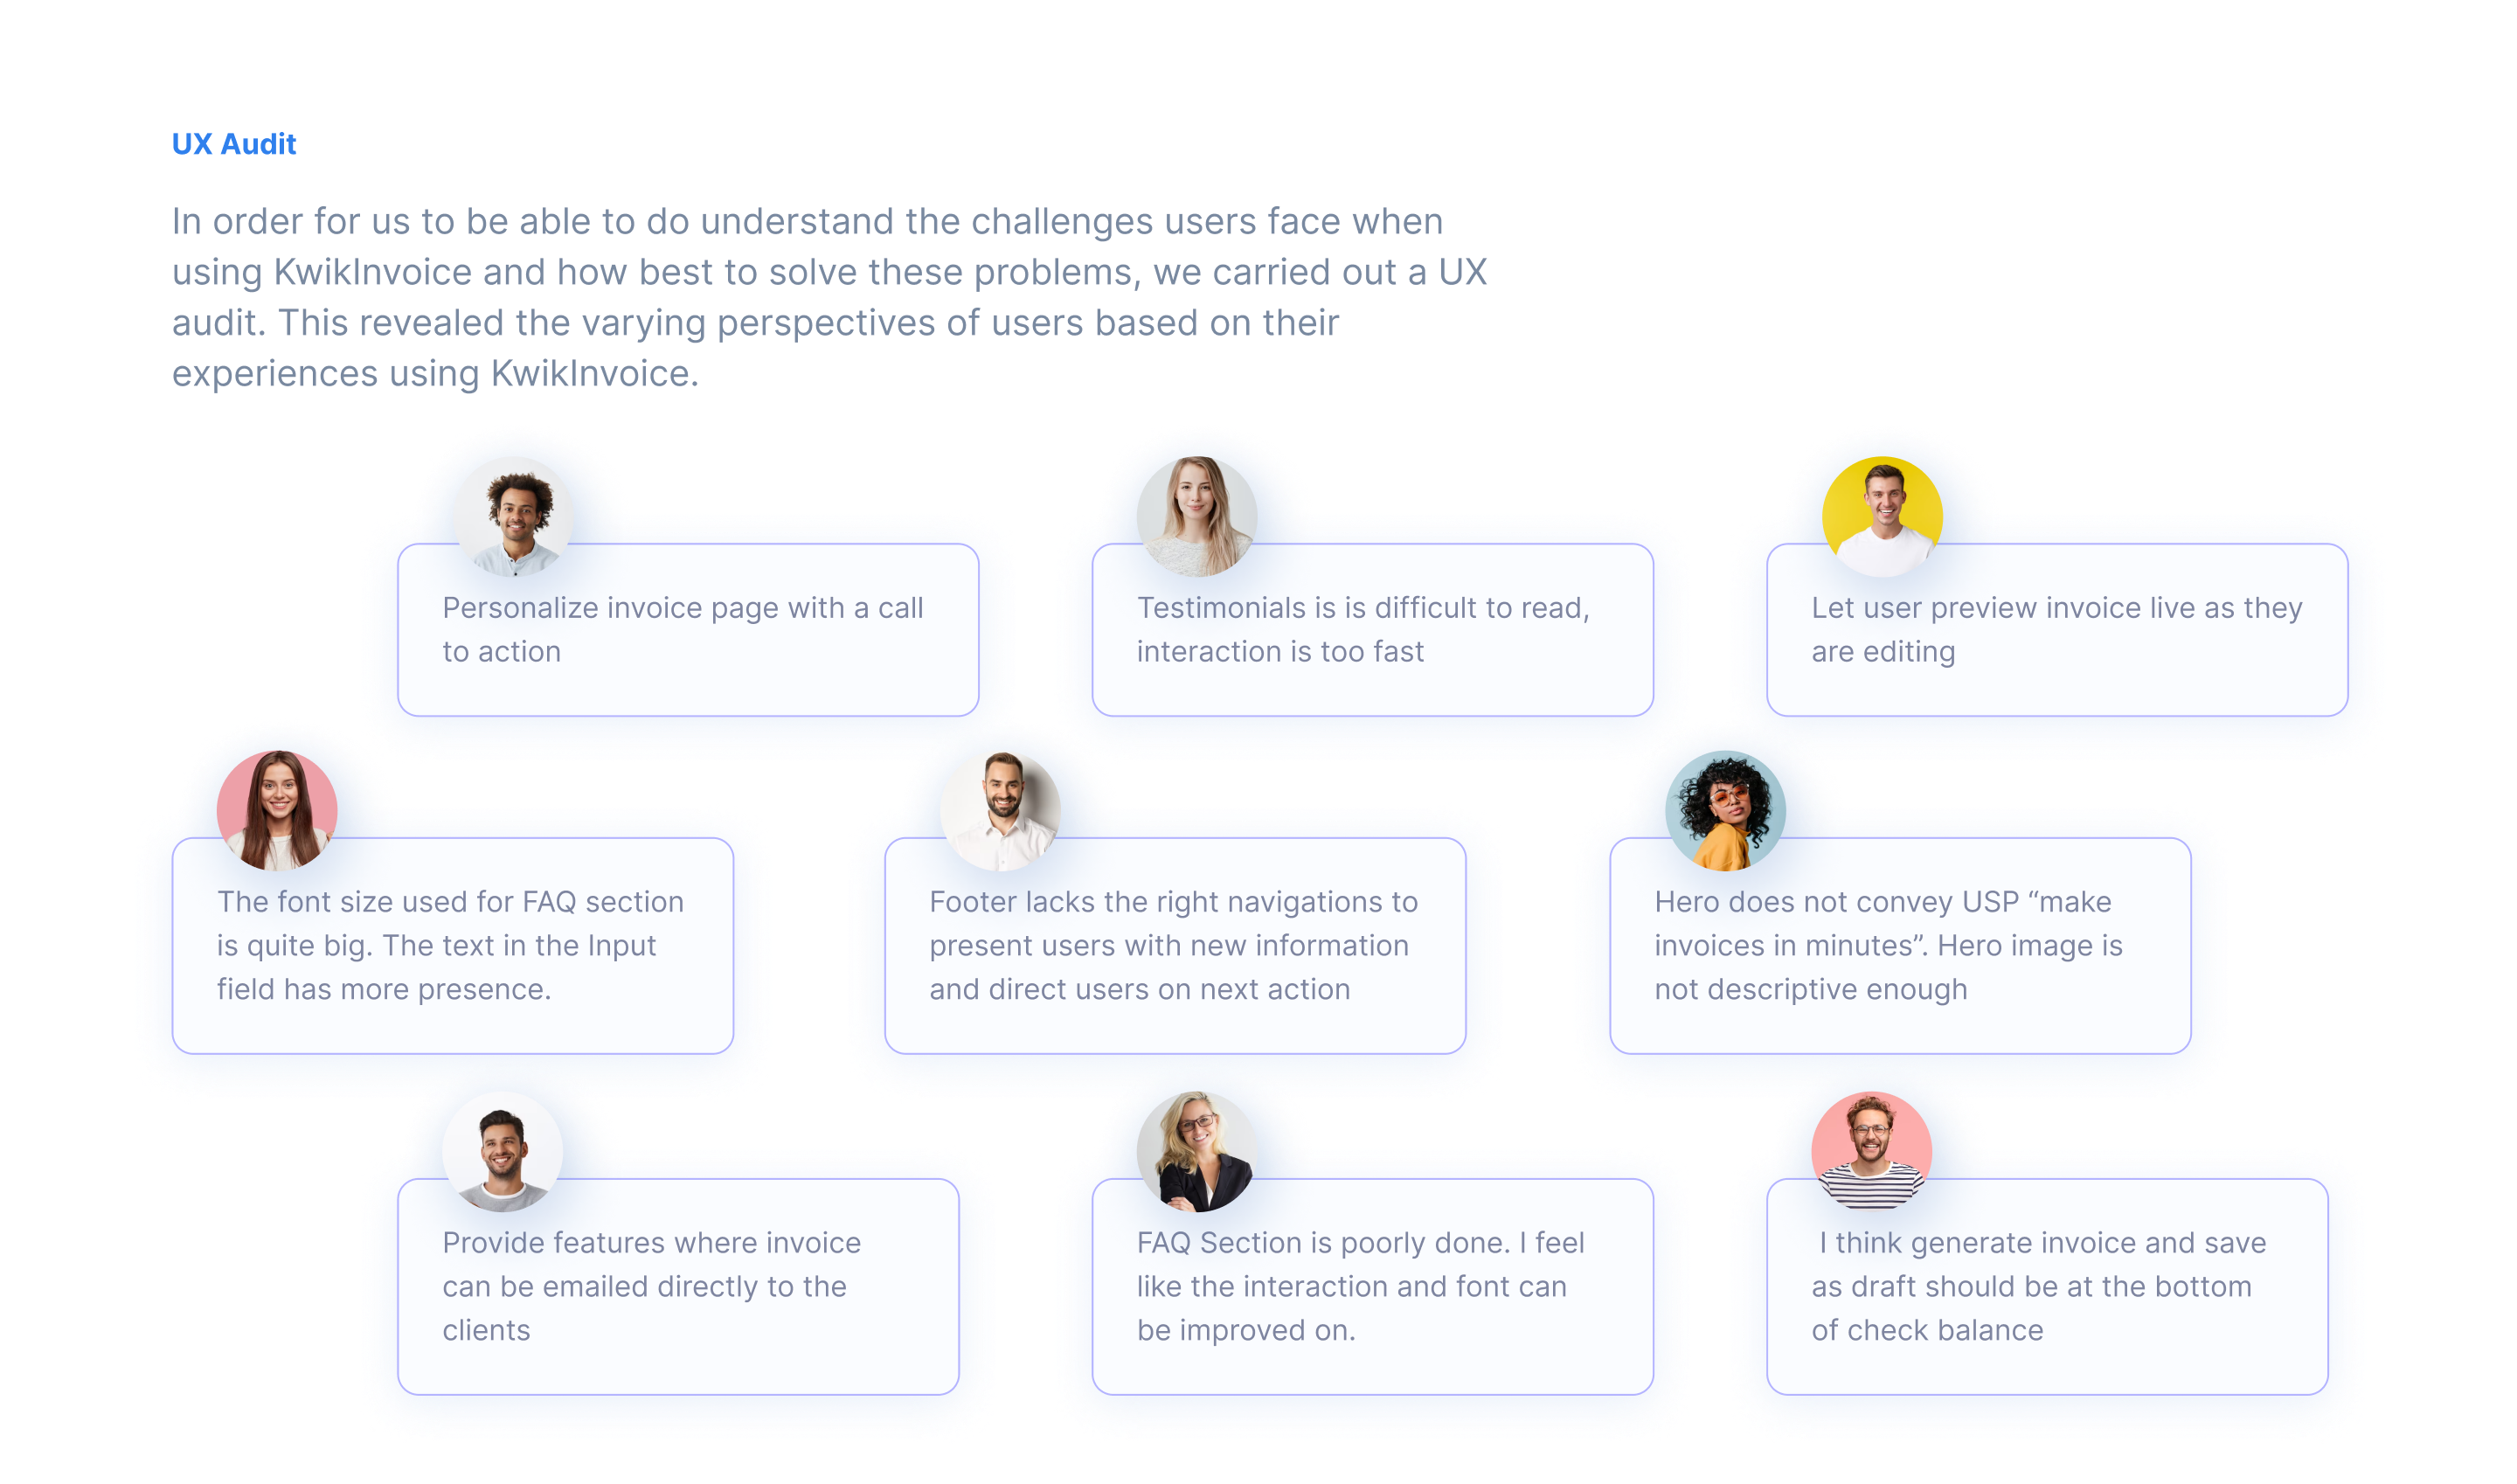 UX Audit
In order for us to be able to do understand the challenges users face when
using KwikInvoice and how best to solve these problems, we carried out a UX
audit. This revealed the varying perspectives of users based on their
experiences using KwikInvoice.
Personalize invoice page with a call
to action
Testimonials is is difficult to read,
interaction is too fast
Let user preview invoice live as they
are editing
The font size used for FAQ section
is quite big. The text in the Input
field has more presence.
Footer lacks the right navigations to
present users with new information
and direct users on next action
Hero does not convey USP “make
invoices in minutes”. Hero image is
not descriptive enough
Provide features where invoice
can be emailed directly to the
clients
FAQ Section is poorly done. I feel
like the interaction and font can
be improved on.
I think generate invoice and save
as draft should be at the bottom
of check balance